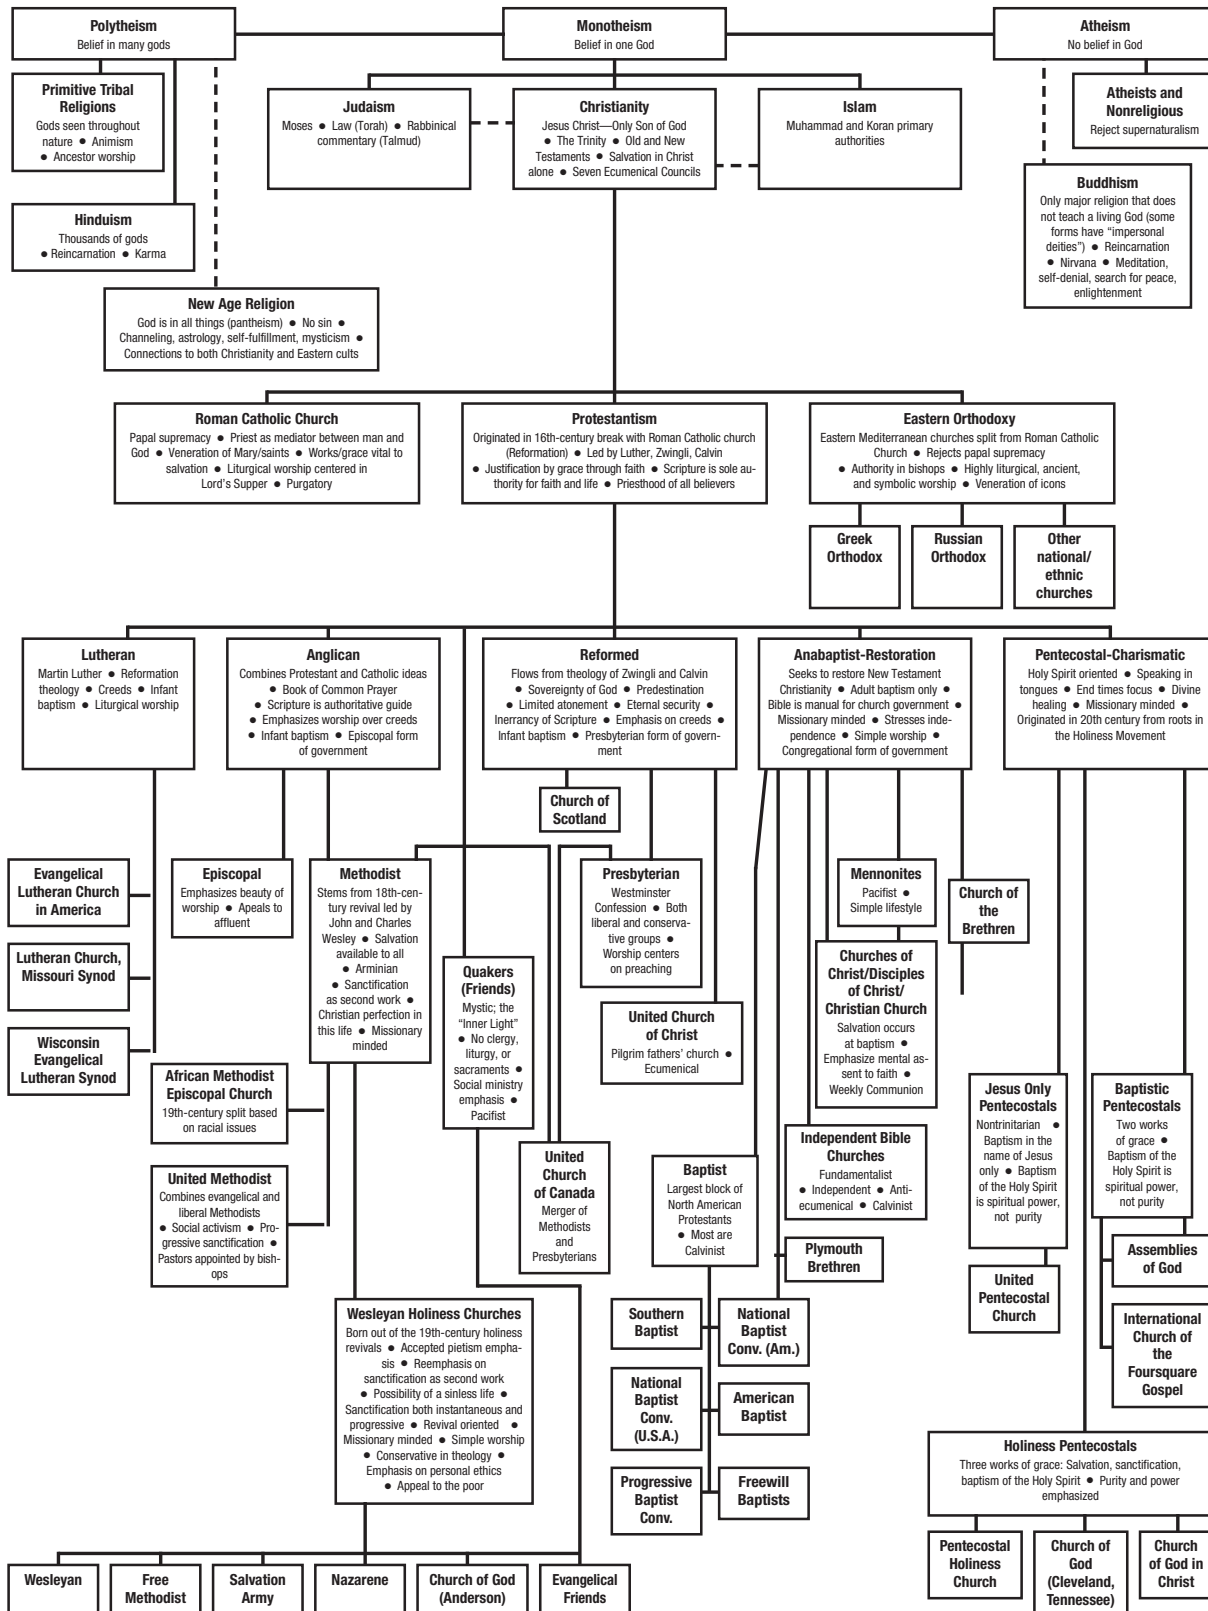 Polytheism
Belief in many gods
Monotheism
Belief in one God
Atheism
No belief in God
Primitive Tribal
Religions
Gods seen throughout
nature ● Animism
● Ancestor worship
Judaism
Moses ● Law (Torah) ● Rabbinical
commentary (Talmud)
Christianity
Jesus Christ—Only Son of God
● The Trinity ● Old and New
Testaments ● Salvation in Christ
alone ● Seven Ecumenical Councils
Islam
Muhammad and Koran primary
authorities
Atheists and
Nonreligious
Reject supernaturalism
Hinduism
Thousands of gods
● Reincarnation ● Karma
Buddhism
Only major religion that does
not teach a living God (some
forms have “impersonal
deities”) ● Reincarnation
● Nirvana ● Meditation,
self-denial, search for peace,
enlightenment
New Age Religion
God is in all things (pantheism) ● No sin ●
Channeling, astrology, self-fulfillment, mysticism ●
Connections to both Christianity and Eastern cults
Roman Catholic Church
Papal supremacy ● Priest as mediator between man and
God ● Veneration of Mary/saints ● Works/grace vital to
salvation ● Liturgical worship centered in
Lord’s Supper ● Purgatory
Protestantism
Originated in 16th-century break with Roman Catholic church
(Reformation) ● Led by Luther, Zwingli, Calvin
● Justification by grace through faith ● Scripture is sole au-
thority for faith and life ● Priesthood of all believers
Eastern Orthodoxy
Eastern Mediterranean churches split from Roman Catholic
Church ● Rejects papal supremacy
● Authority in bishops ● Highly liturgical, ancient,
and symbolic worship ● Veneration of icons
Greek
Orthodox
Russian
Orthodox
Other
national/
ethnic
churches
Lutheran
Martin Luther ● Reformation
theology ● Creeds ● Infant
baptism ● Liturgical worship
Anglican
Combines Protestant and Catholic ideas
● Book of Common Prayer
● Scripture is authoritative guide
● Emphasizes worship over creeds
● Infant baptism ● Episcopal form
of government
Reformed
Flows from theology of Zwingli and Calvin
● Sovereignty of God ● Predestination
● Limited atonement ● Eternal security ●
Inerrancy of Scripture ● Emphasis on creeds ●
Infant baptism ● Presbyterian form of govern-
ment
Anabaptist-Restoration
Seeks to restore New Testament
Christianity ● Adult baptism only ●
Bible is manual for church government ●
Missionary minded ● Stresses inde-
pendence ● Simple worship ●
Congregational form of government
Pentecostal-Charismatic
Holy Spirit oriented ● Speaking in
tongues ● End times focus ● Divine
healing ● Missionary minded ●
Originated in 20th century from roots in
the Holiness Movement
Church of
Scotland
Evangelical
Lutheran Church
in America
Episcopal
Emphasizes beauty of
worship ● Apeals to
affluent
Methodist
Stems from 18th-cen-
tury revival led by
John and Charles
Wesley ● Salvation
available to all
● Arminian
● Sanctification
as second work ●
Christian perfection in
this life ● Missionary
minded
Presbyterian
Westminster
Confession ● Both
liberal and conserva-
tive groups ●
Worship centers
on preaching
Mennonites
Pacifist ●
Simple lifestyle
Church of
the
Brethren
Lutheran Church,
Missouri Synod
Quakers
(Friends)
Mystic; the
“Inner Light”
● No clergy,
liturgy, or
sacraments ●
Social ministry
emphasis ●
Pacifist
Churches of
Christ/Disciples
of Christ/
Christian Church
Salvation occurs
at baptism ●
Emphasize mental as-
sent to faith ●
Weekly Communion
Wisconsin
Evangelical
Lutheran Synod
United Church
of Christ
Pilgrim fathers’ church ●
Ecumenical
African Methodist
Episcopal Church
19th-century split based
on racial issues
Jesus Only
Pentecostals
Nontrinitarian ●
Baptism in the
name of Jesus
only ● Baptism
of the Holy Spirit
is spiritual power,
not purity
Baptistic
Pentecostals
Two works
of grace ●
Baptism of the
Holy Spirit is
spiritual power,
not purity
United Methodist
Combines evangelical and
liberal Methodists
● Social activism ● Pro-
gressive sanctification ●
Pastors appointed by bish-
ops
United
Church
of Canada
Merger of
Methodists
and
Presbyterians
Baptist
Largest block of
North American
Protestants
● Most are
Calvinist
Independent Bible
Churches
Fundamentalist
● Independent ● Anti-
ecumenical ● Calvinist
Plymouth
Brethren
Assemblies
of God
United
Pentecostal
Church
International
Church of
the
Foursquare
Gospel
Wesleyan Holiness Churches
Born out of the 19th-century holiness
revivals ● Accepted pietism empha-
sis ● Reemphasis on
sanctification as second work
● Possibility of a sinless life ●
Sanctification both instantaneous and
progressive ● Revival oriented ●
Missionary minded ● Simple worship
● Conservative in theology ●
Emphasis on personal ethics
● Appeal to the poor
Southern
Baptist
National
Baptist
Conv. (Am.)
National
Baptist
Conv.
(U.S.A.)
American
Baptist
Progressive
Baptist
Conv.
Freewill
Baptists
Holiness Pentecostals
Three works of grace: Salvation, sanctification,
baptism of the Holy Spirit ● Purity and power
emphasized
Wesleyan
Free
Methodist
Salvation
Army
Nazarene
Church of God
(Anderson)
Evangelical
Friends
Pentecostal
Holiness
Church
Church of
God
(Cleveland,
Tennessee)
Church
of God in
Christ